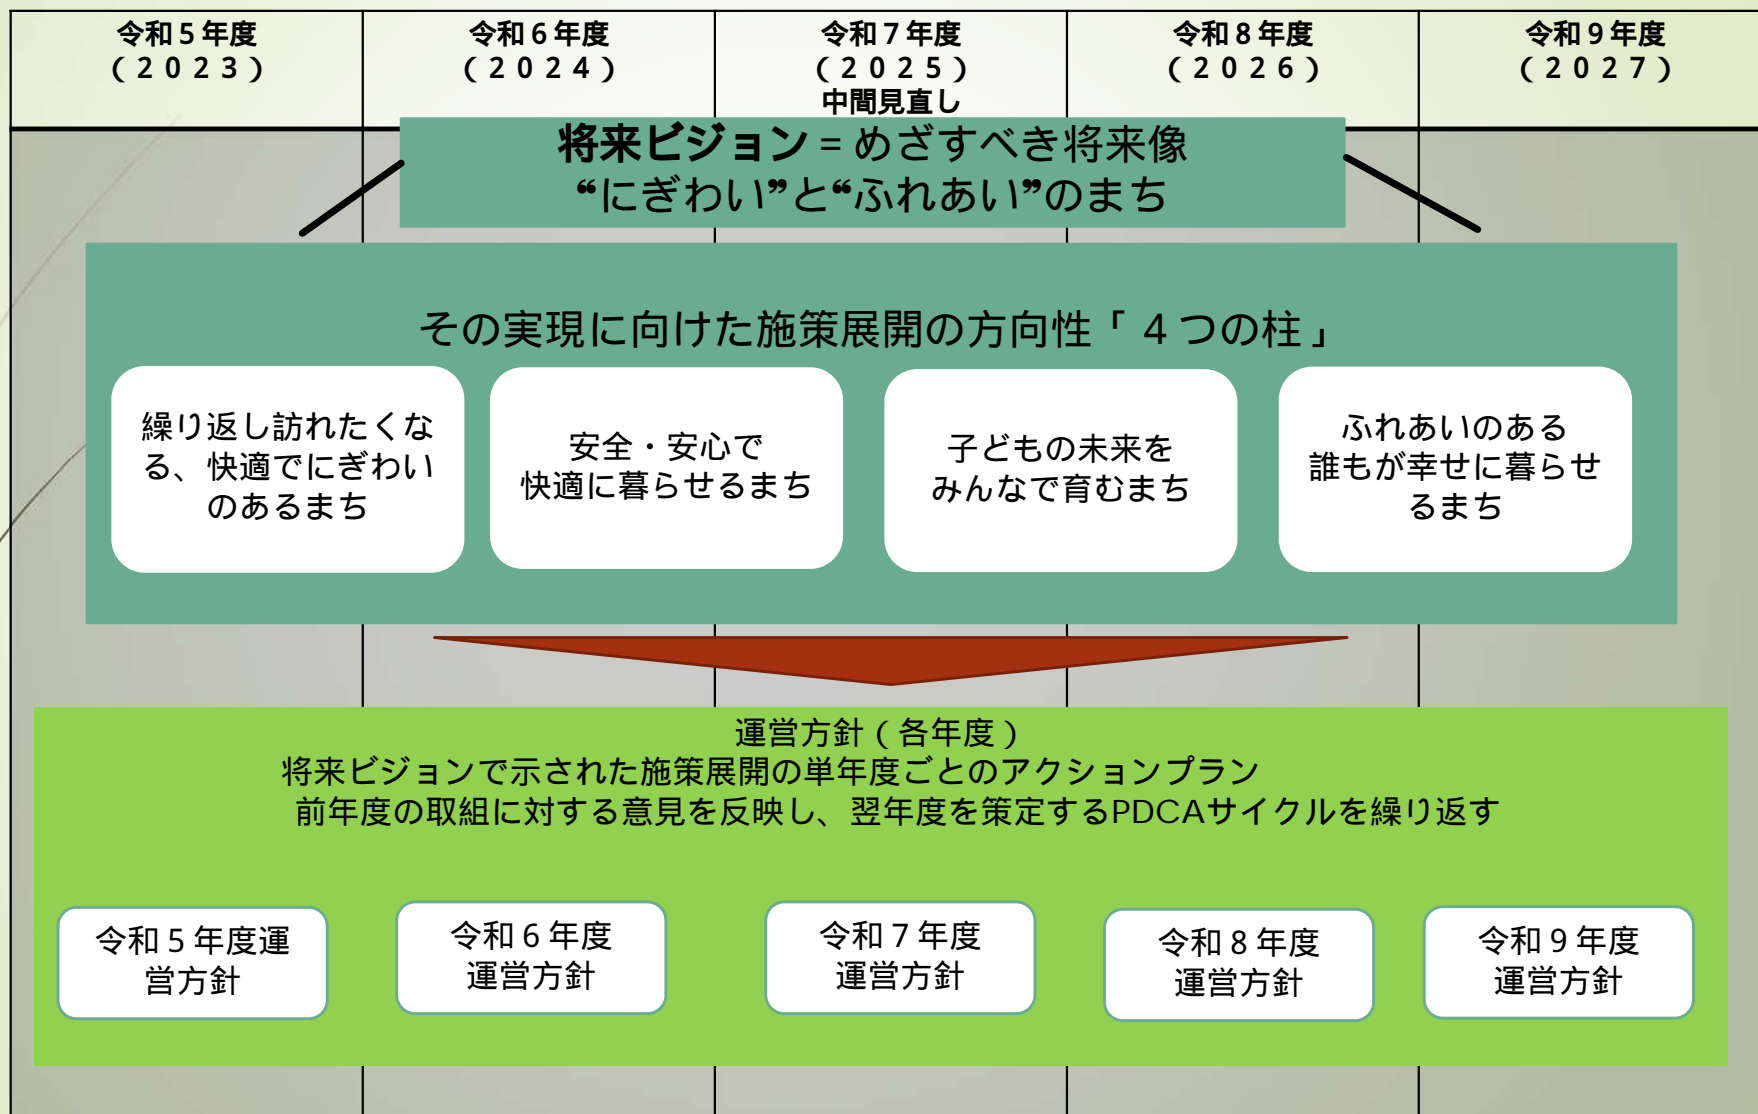 令和５年度
（２０２３）
令和６年度
（２０２４）
令和７年度
（２０２５）
中間見直し
令和８年度
（２０２６）
令和９年度
（２０２７）
将来ビジョン＝めざすべき将来像
“にぎわい”と“ふれあい”のまち
その実現に向けた施策展開の方向性「４つの柱」
繰り返し訪れたくな
る、快適でにぎわい
のあるまち
安全・安心で
快適に暮らせるまち
子どもの未来を
みんなで育むまち
ふれあいのある
誰もが幸せに暮らせ
るまち
運営方針（各年度）
将来ビジョンで示された施策展開の単年度ごとのアクションプラン
前年度の取組に対する意見を反映し、翌年度を策定するPDCAサイクルを繰り返す
令和５年度運
営方針
令和６年度
運営方針
令和７年度
運営方針
令和８年度
運営方針
令和９年度
運営方針